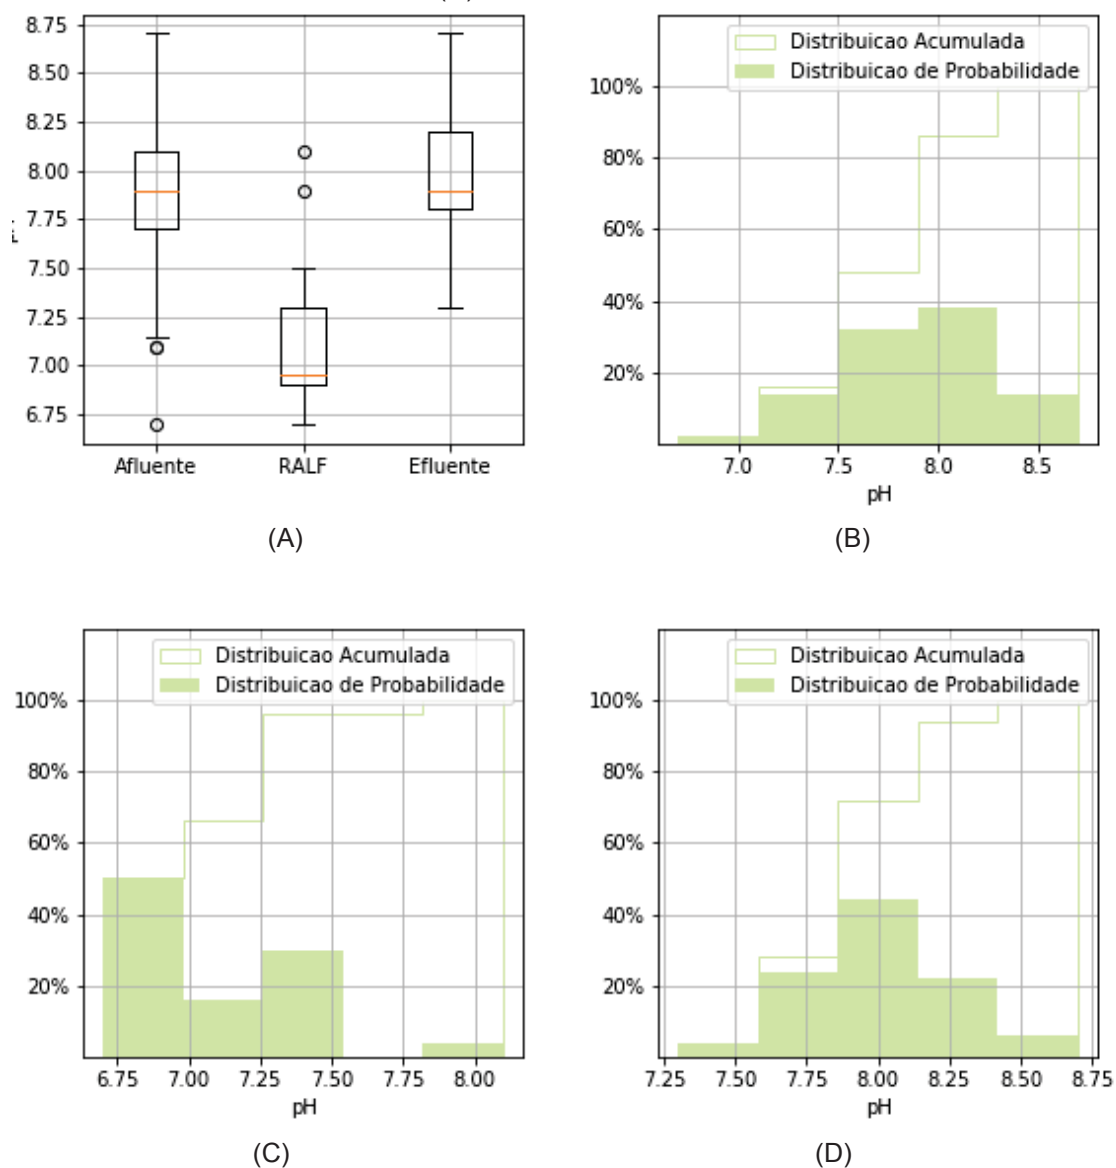 8.75
8.50
8.25
8.00
7.75
7.50
7.25
7.00
6.75
Afluente RALF Efluente
(A)
Distribuicao Acumulada
Distribuicao de Probabilidade
100%
80%
60%
40%
20%
7.0 7.5 8.0 8.5
pH
(B)
Distribuicao Acumulada
Distribuicao de Probabilidade
100%
80%
60%
40%
20%
6.75 7.00 7.25 7.50 7.75 8.00
pH
(C)
Distribuicao Acumulada
Distribuicao de Probabilidade
100%
80%
60%
40%
20%
7.25 7.50 7.75 8.00 8.25 8.50 8.75
pH
(D)